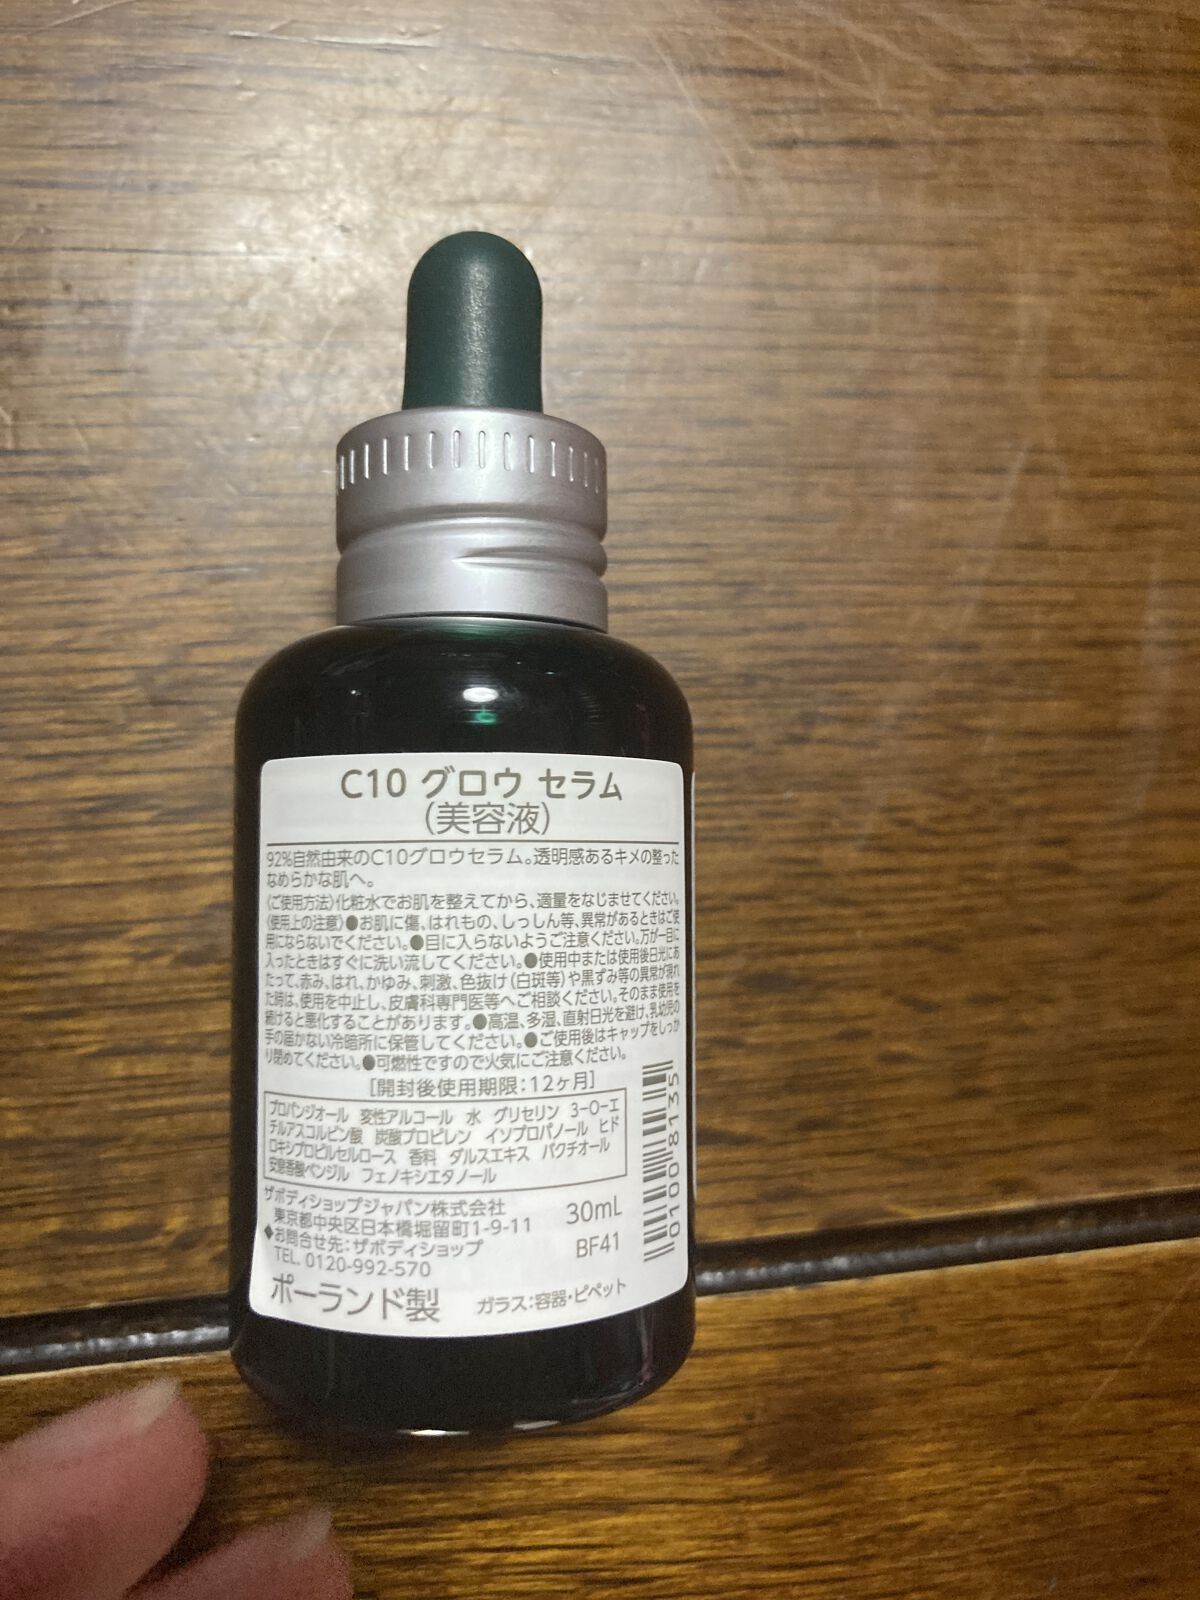 C10 グロウ セラム
（美容液）
92%自然由来のC10グロウセラム。透明感あるキメの整った
なめらかな肌へ。
〈ご使用方法〉化粧水でお肌を整えてから、適量をなじませてください。
〈使用上の注意〉●お肌に傷、はれもの、しっしん等、異常があるときはご使
用にならないでください。●目に入らないようご注意ください。万が一目に
入ったときはすぐに洗い流してください。●使用中または使用後日光にあ
たって、赤み、はれ、かゆみ、刺激、色抜け（白斑等）や黒ずみ等の異常が現れ
た時は、使用を中止し、皮膚科専門医等へご相談ください。そのまま使用を
続けると悪化することがあります。●高温、多湿、直射日光を避け、乳幼児の
手の届かない冷暗所に保管してください。●ご使用後はキャップをしっか
り閉めてください。●可燃性ですので火気にご注意ください。
［開封後使用期限：12ヶ月］
プロパンジオール 変性アルコール 水 グリセリン 3-O-エ
チルアスコルビン酸 炭酸プロピレン イソプロパノール ヒド
ロキシプロピルセルロース 香料 ダルスエキス バクチオール
安息香酸ベンジル フェノキシエタノール
ザボディショップジャパン株式会社
東京都中央区日本橋堀留町1-9-11
30mL
◆お問合せ先：ザボディショップ
TEL. 0120-992-570
BF41
ポーランド製
ガラス：容器・ピペット
01008135